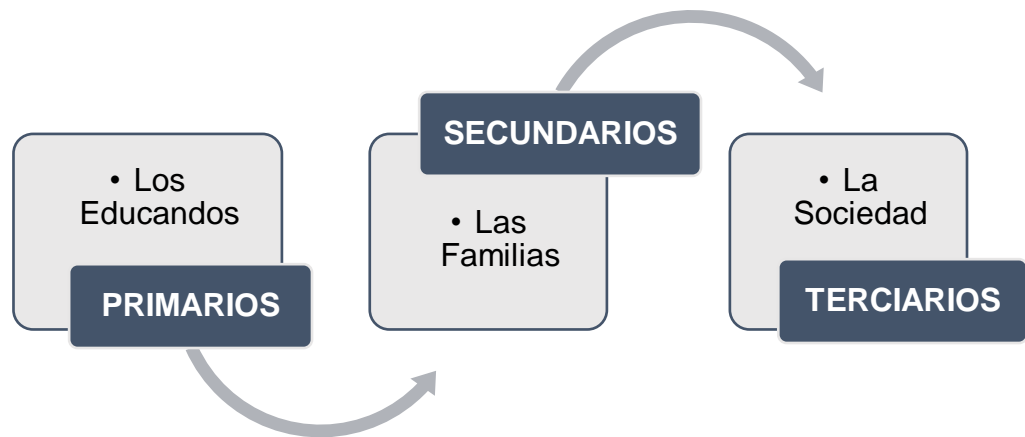 • Los
Educandos
PRIMARIOS
SECUNDARIOS
• Las
Familias
• La
Sociedad
TERCIARIOS